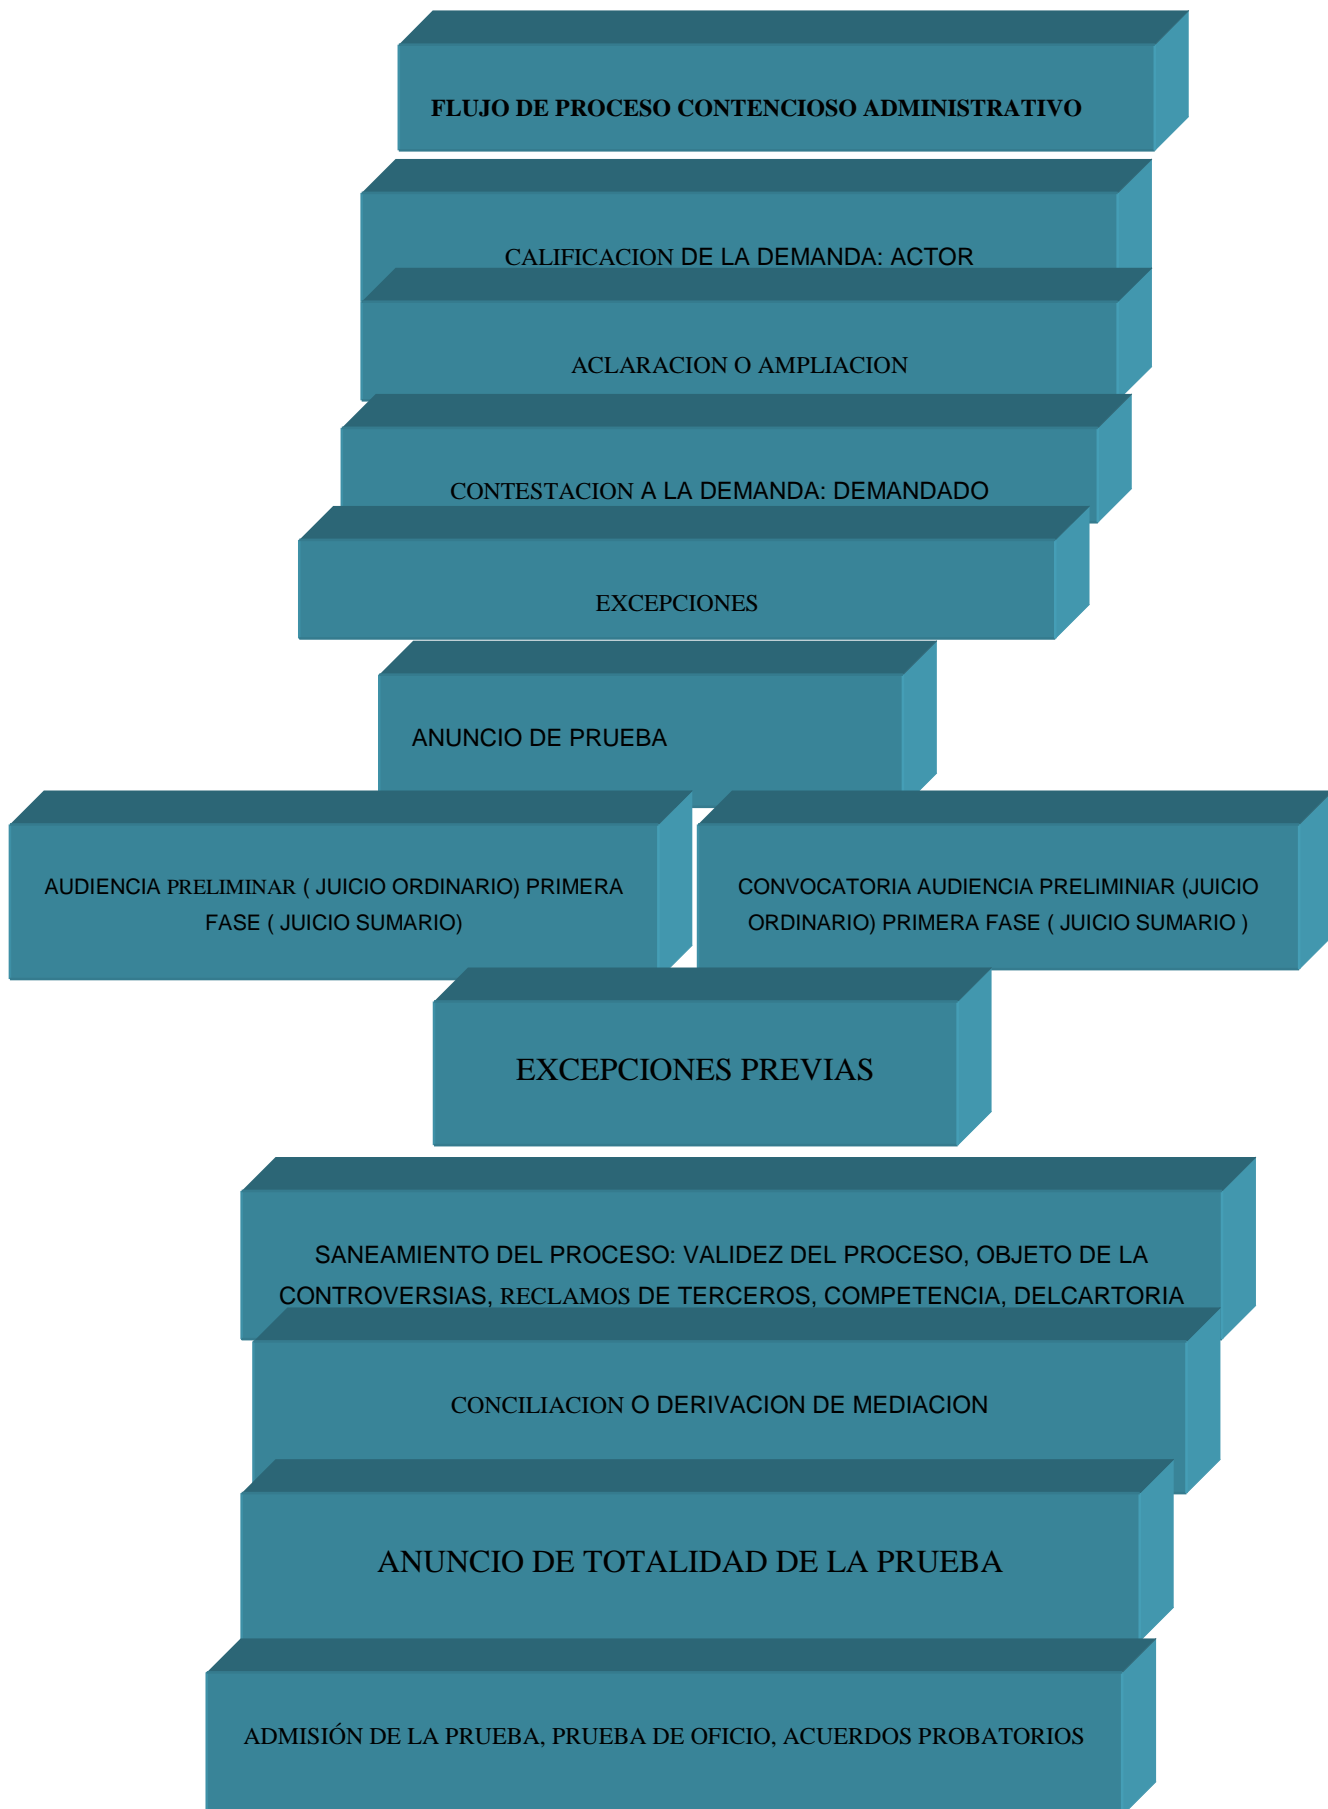 FLUJO DE PROCESO CONTENCIOSO ADMINISTRATIVO
CALIFICACION DE LA DEMANDA: ACTOR
ACLARACION O AMPLIACION
CONTESTACION A LA DEMANDA: DEMANDADO
EXCEPCIONES
ANUNCIO DE PRUEBA
AUDIENCIA PRELIMINAR ( JUICIO ORDINARIO) PRIMERA
FASE ( JUICIO SUMARIO)
CONVOCATORIA AUDIENCIA PRELIMINIAR (JUICIO
ORDINARIO) PRIMERA FASE ( JUICIO SUMARIO )
EXCEPCIONES PREVIAS
SANEAMIENTO DEL PROCESO: VALIDEZ DEL PROCESO, OBJETO DE LA
CONTROVERSIAS, RECLAMOS DE TERCEROS, COMPETENCIA, DELCARTORIA
CONCILIACION O DERIVACION DE MEDIACION
ANUNCIO DE TOTALIDAD DE LA PRUEBA
ADMISIÓN DE LA PRUEBA, PRUEBA DE OFICIO, ACUERDOS PROBATORIOS